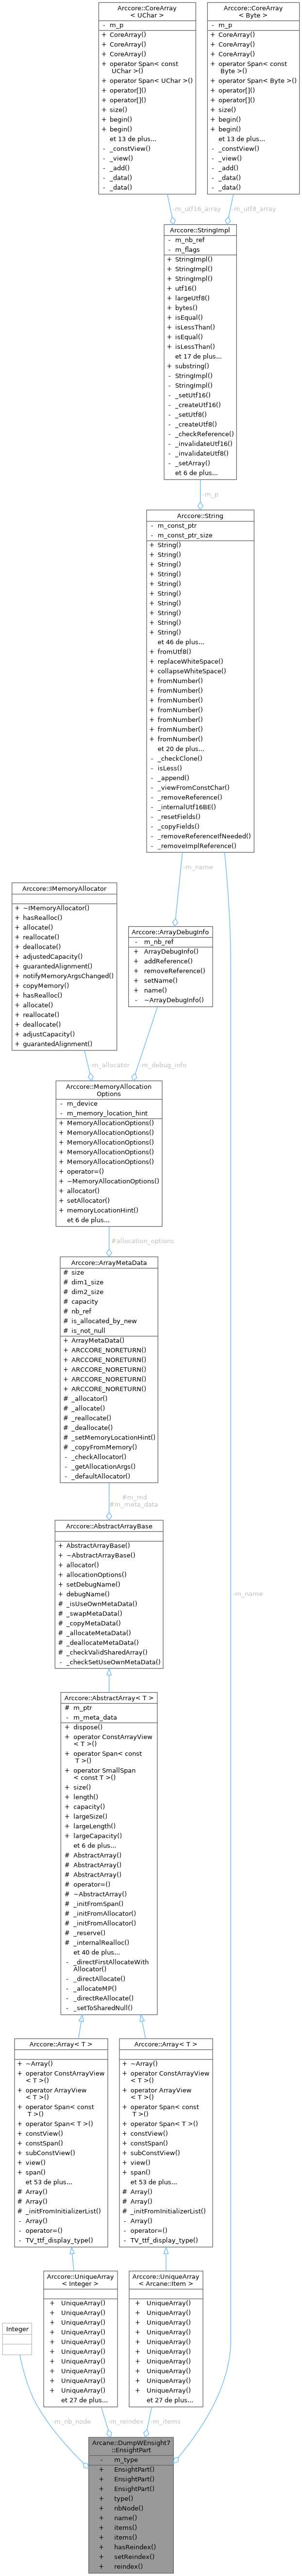 Arccore::CoreArray
< UChar >
- m_p
+ CoreArray()
+ CoreArray()
+ CoreArray()
+ operator Span< const
UChar >()
+ operator Span< UChar >()
+ operator[]()
+ operator[]()
+ size()
+ begin()
+ begin()
et 13 de plus...
- _constView()
- _view()
- _add()
- _data()
- _data()
Arccore::CoreArray
< Byte >
- m_p
+ CoreArray()
+ CoreArray()
+ CoreArray()
+ operator Span< const
Byte >()
+ operator Span< Byte >()
+ operator[]()
+ operator[]()
+ size()
+ begin()
+ begin()
et 13 de plus...
- _constView()
- _view()
- _add()
- _data()
- _data()
-m_utf16_array
-m_utf8_array
Arccore::StringImpl
- m_nb_ref
- m_flags
+ StringImpl()
+ StringImpl()
+ StringImpl()
+ utf16()
+ largeUtf8()
+ bytes()
+ isEqual()
+ isLessThan()
+ isEqual()
+ isLessThan()
et 17 de plus...
+ substring()
- StringImpl()
- StringImpl()
- _setUtf16()
- _createUtf16()
- _setUtf8()
- _createUtf8()
- _checkReference()
- _invalidateUtf16()
- _invalidateUtf8()
- _setArray()
et 6 de plus...
-m_p
Arccore::String
- m_const_ptr
- m_const_ptr_size
+ String()
+ String()
+ String()
+ String()
+ String()
+ String()
+ String()
+ String()
+ String()
+ String()
et 46 de plus...
+ fromUtf8()
+ replaceWhiteSpace()
+ collapseWhiteSpace()
+ fromNumber()
+ fromNumber()
+ fromNumber()
+ fromNumber()
+ fromNumber()
+ fromNumber()
+ fromNumber()
et 20 de plus...
- _checkClone()
- isLess()
- _append()
- _viewFromConstChar()
- _removeReference()
- _internalUtf16BE()
- _resetFields()
- _copyFields()
- _removeReferenceIfNeeded()
- _removeImplReference()
-m_name
Arccore::IMemoryAllocator
+ ~IMemoryAllocator()
+ hasRealloc()
+ allocate()
+ reallocate()
+ deallocate()
+ adjustedCapacity()
+ guarantedAlignment()
+ notifyMemoryArgsChanged()
+ copyMemory()
+ hasRealloc()
+ allocate()
+ reallocate()
+ deallocate()
+ adjustCapacity()
+ guarantedAlignment()
Arccore::ArrayDebugInfo
- m_nb_ref
+ ArrayDebugInfo()
+ addReference()
+ removeReference()
+ setName()
+ name()
- ~ArrayDebugInfo()
-m_allocator
-m_debug_info
Arccore::MemoryAllocation
Options
- m_device
- m_memory_location_hint
+ MemoryAllocationOptions()
+ MemoryAllocationOptions()
+ MemoryAllocationOptions()
+ MemoryAllocationOptions()
+ MemoryAllocationOptions()
+ operator=()
+ ~MemoryAllocationOptions()
+ allocator()
+ setAllocator()
+ memoryLocationHint()
et 6 de plus...
#allocation_options
Arccore::ArrayMetaData
# size
# dim1_size
# dim2_size
# capacity
# nb_ref
# is_allocated_by_new
# is_not_null
+ ArrayMetaData()
+ ARCCORE_NORETURN()
+ ARCCORE_NORETURN()
+ ARCCORE_NORETURN()
+ ARCCORE_NORETURN()
+ ARCCORE_NORETURN()
# _allocator()
# _allocate()
# _reallocate()
# _deallocate()
# _setMemoryLocationHint()
# _copyFromMemory()
- _checkAllocator()
- _getAllocationArgs()
- _defaultAllocator()
#m_md
#m_meta_data
Arccore::AbstractArrayBase
+ AbstractArrayBase()
+ ~AbstractArrayBase()
+ allocator()
+ allocationOptions()
+ setDebugName()
+ debugName()
# _isUseOwnMetaData()
# _swapMetaData()
# _copyMetaData()
# _allocateMetaData()
# _deallocateMetaData()
# _checkValidSharedArray()
- _checkSetUseOwnMetaData()
-m_name
Arccore::AbstractArray< T >
# m_ptr
- m_meta_data
+ dispose()
+ operator ConstArrayView
< T >()
+ operator Span< const
T >()
+ operator SmallSpan
< const T >()
+ size()
+ length()
+ capacity()
+ largeSize()
+ largeLength()
+ largeCapacity()
et 6 de plus...
# AbstractArray()
# AbstractArray()
# AbstractArray()
# operator=()
# ~AbstractArray()
# _initFromSpan()
# _initFromAllocator()
# _initFromAllocator()
# _reserve()
# _internalRealloc()
et 40 de plus...
- _directFirstAllocateWith
Allocator()
- _directAllocate()
- _allocateMP()
- _directReAllocate()
- _setToSharedNull()
Arccore::Array< T >
+ ~Array()
+ operator ConstArrayView
< T >()
+ operator ArrayView
< T >()
+ operator Span< const
T >()
+ operator Span< T >()
+ constView()
+ constSpan()
+ subConstView()
+ view()
+ span()
et 53 de plus...
# Array()
# Array()
# _initFromInitializerList()
- Array()
- operator=()
- TV_ttf_display_type()
Arccore::Array< T >
+ ~Array()
+ operator ConstArrayView
< T >()
+ operator ArrayView
< T >()
+ operator Span< const
T >()
+ operator Span< T >()
+ constView()
+ constSpan()
+ subConstView()
+ view()
+ span()
et 53 de plus...
# Array()
# Array()
# _initFromInitializerList()
- Array()
- operator=()
- TV_ttf_display_type()
Integer
Arccore::UniqueArray
< Integer >
+ UniqueArray()
+ UniqueArray()
+ UniqueArray()
+ UniqueArray()
+ UniqueArray()
+ UniqueArray()
+ UniqueArray()
+ UniqueArray()
+ UniqueArray()
+ UniqueArray()
et 27 de plus...
Arccore::UniqueArray
< Arcane::Item >
+ UniqueArray()
+ UniqueArray()
+ UniqueArray()
+ UniqueArray()
+ UniqueArray()
+ UniqueArray()
+ UniqueArray()
+ UniqueArray()
+ UniqueArray()
+ UniqueArray()
et 27 de plus...
-m_nb_node
-m_reindex
-m_items
Arcane::DumpWEnsight7
::EnsightPart
- m_type
+ EnsightPart()
+ EnsightPart()
+ EnsightPart()
+ type()
+ nbNode()
+ name()
+ items()
+ items()
+ hasReindex()
+ setReindex()
+ reindex()